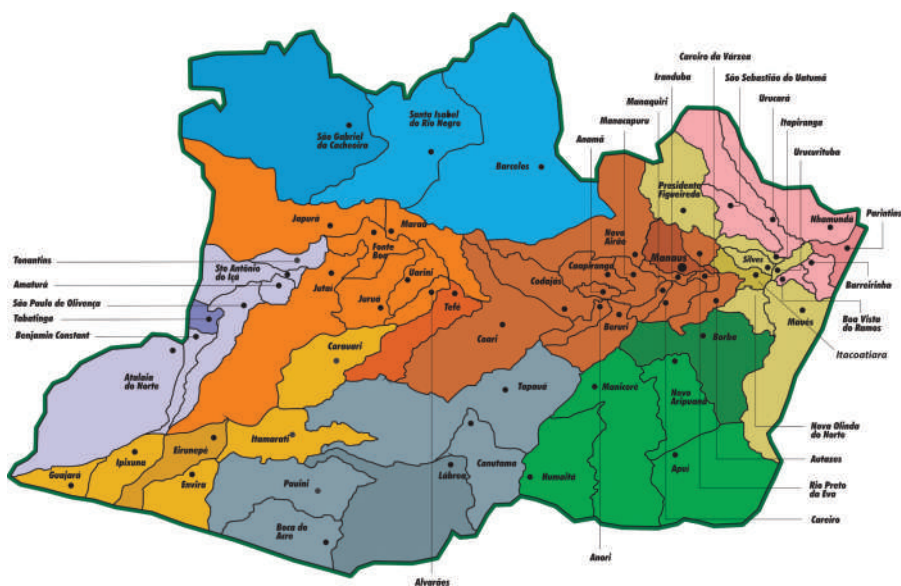 Careiro da Várzea
Iranduba
São Sebastião do Uatumã
Manaquiri
Urucará
Manacapuru
Itapiranga
Anamã
Urucurituba
São Gabriel
da Cachoeira
Santa Isabel
do Rio Negro
Barcelos
Presidente
Figueiredo
Nhamundá
Parintins
Japurá
Maraã
Novo
Airão
Tonantins
Fonte
Boa
Manaus
Silves
Sto Antônio
do Içá
Uarini
Caapiranga
Amaturá
Jutaí
Codajas
Barreirinha
São Paulo de Olivença
Juruá
Tefé
Boa Vista
do Ramos
Tabatinga
Maués
Beruri
Benjamin Constant
Coari
Borba
Itacoatiara
Carauari
Atalaia
do Norte
Tapauá
Manicoré
Novo
Aripuanã
Nova Olinda
do Norte
Itamarati
Eirunepé
Ipixuna
Canutama
Autazes
Guajará
Envira
Lábrea
Humaitá
Apuí
Pauini
Rio Preto
da Eva
Boca do
Acre
Careiro
Anori
Alvarães